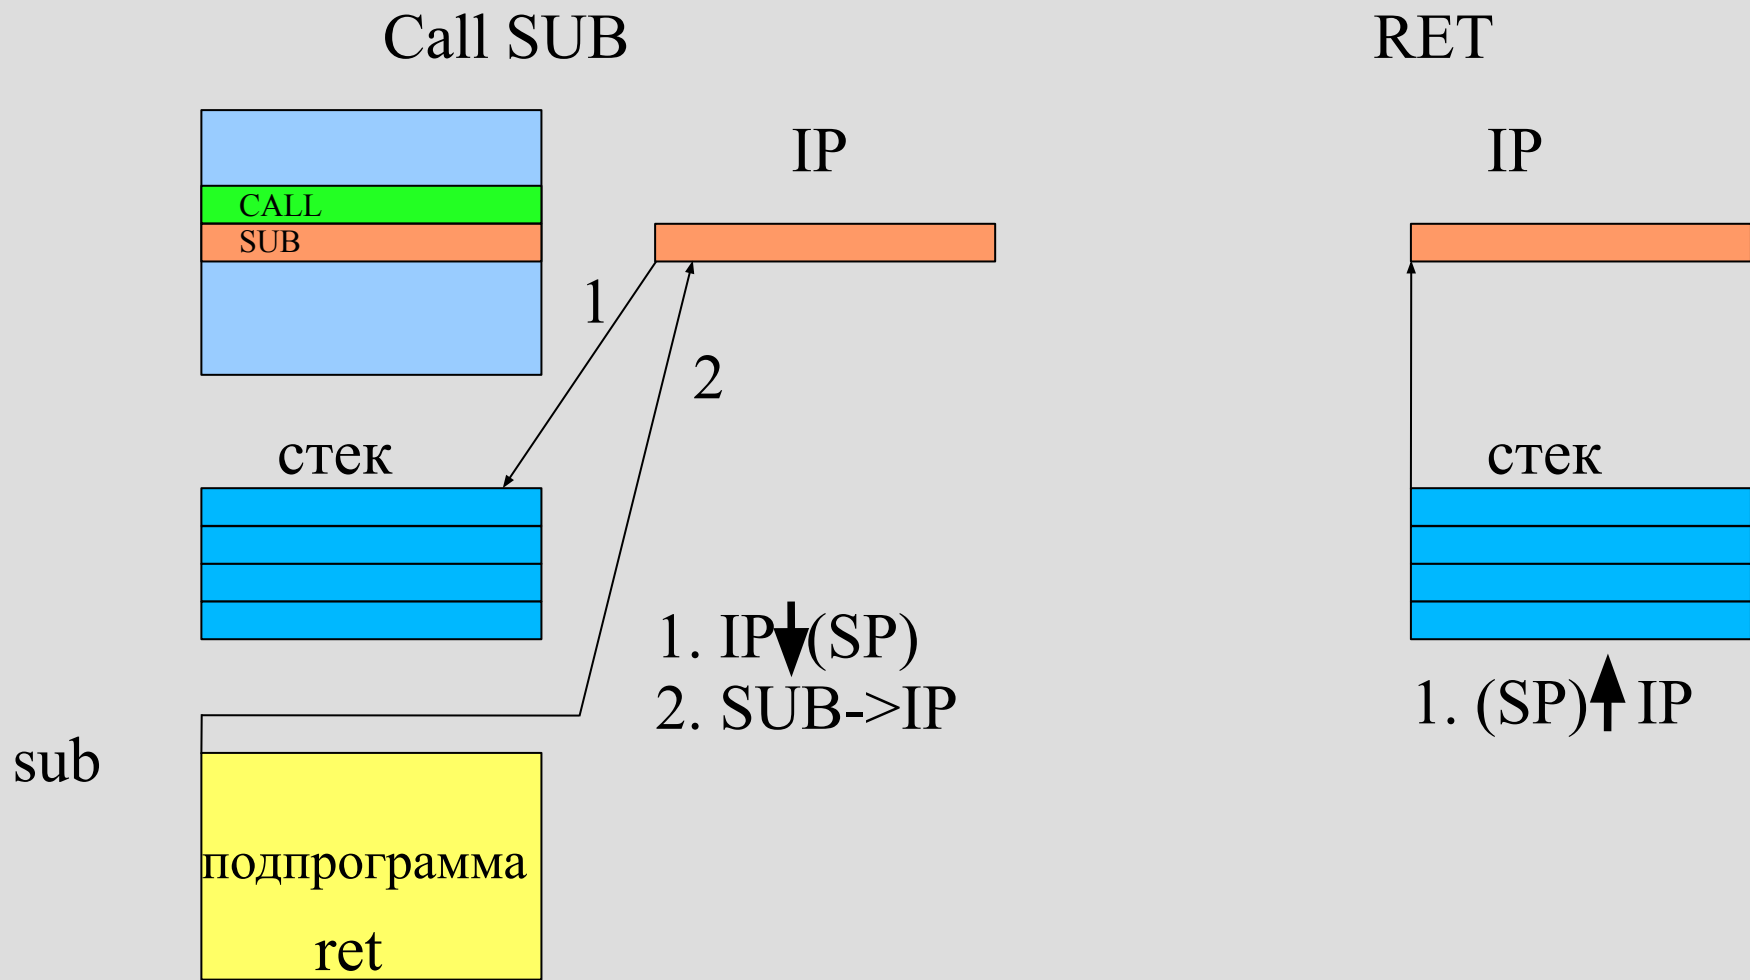 Call SUB
RET
IP
IP
CALL
SUB
1
2
стек
стек
1. IP (SP)
2. SUB->IP
1. (SP) IP
sub
подпрограмма
ret